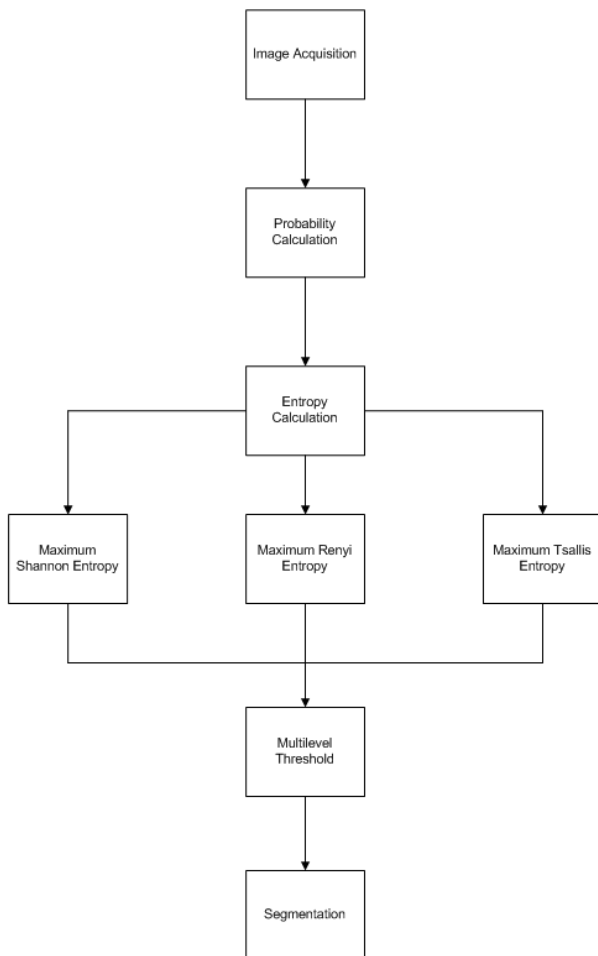 Image Acquisition
Probability
Calculation
Entropy
Calculation
Maximum
Shannon Entropy
Maximum Renyi
Entropy
Maximum Tsallis
Entropy
Multilevel
Threshold
Segmentation